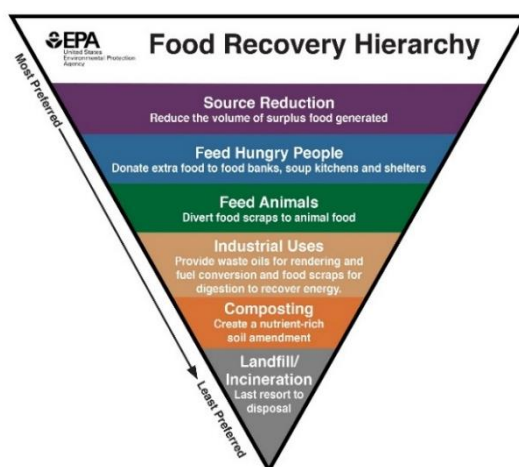 EPA
United States
Environmental Protection
Agency
Food Recovery Hierarchy
Most Preferred
Source Reduction
Reduce the volume of surplus food generated
Feed Hungry People
Donate extra food to food banks, soup kitchens and shelters
Feed Animals
Divert food scraps to animal food
Industrial Uses
Provide waste oils for rendering and
fuel conversion and food scraps for
digestion to recover energy.
Composting
Create a nutrient-rich
soil amendment
Landfill/
Incineration
Last resort to
disposal
Least Preferred